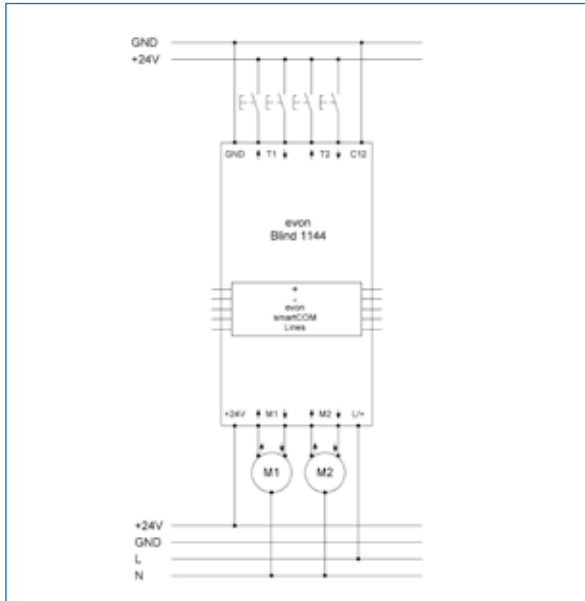 GND
+24V
GND T1 T2 C12
evon
Blind 1144
+
-
evon
smartCOM
Lines
+24V M1 M2 L/+
M1 M2
+24V
GND
L
N